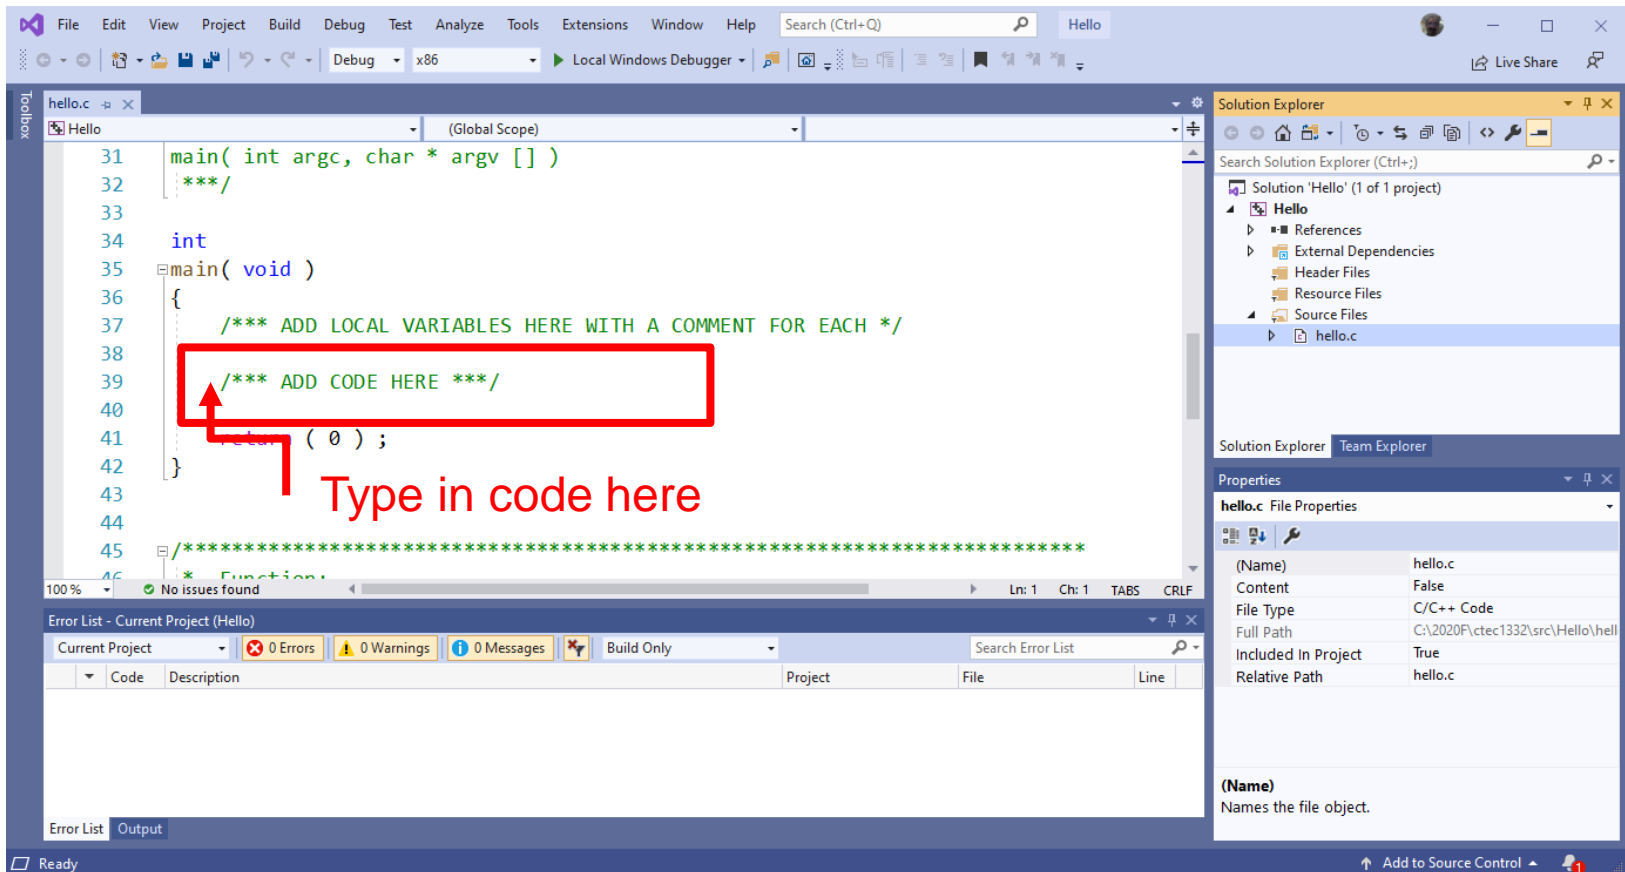 File Edit View Project Build Debug Test Analyze Tools Extensions Window Help Search (Ctrl+Q) Hello
Debug x86 Local Windows Debugger Live Share
Toolbox
hello.c
Hello (Global Scope)
31 main( int argc, char * argv [] )
32 ***/
33
34 int
35 main( void )
36 {
37 /*** ADD LOCAL VARIABLES HERE WITH A COMMENT FOR EACH */
38
39 /*** ADD CODE HERE ***/
40
41 return ( 0 ) ;
42 }
43
Type in code here
44
45 /**************************************************************************
46 * Function:
100 % No issues found Ln: 1 Ch: 1 TABS CRLF
Error List - Current Project (Hello)
Current Project 0 Errors 0 Warnings 0 Messages Build Only Search Error List
Code Description Project File Line
Error List Output
Solution Explorer
Search Solution Explorer (Ctrl+;)
Solution 'Hello' (1 of 1 project)
Hello
References
External Dependencies
Header Files
Resource Files
Source Files
hello.c
Solution Explorer Team Explorer
Properties
hello.c File Properties
(Name) hello.c
Content False
File Type C/C++ Code
Full Path C:\2020F\ctec1332\src\Hello\hell
Included In Project True
Relative Path hello.c
(Name)
Names the file object.
Ready Add to Source Control 1